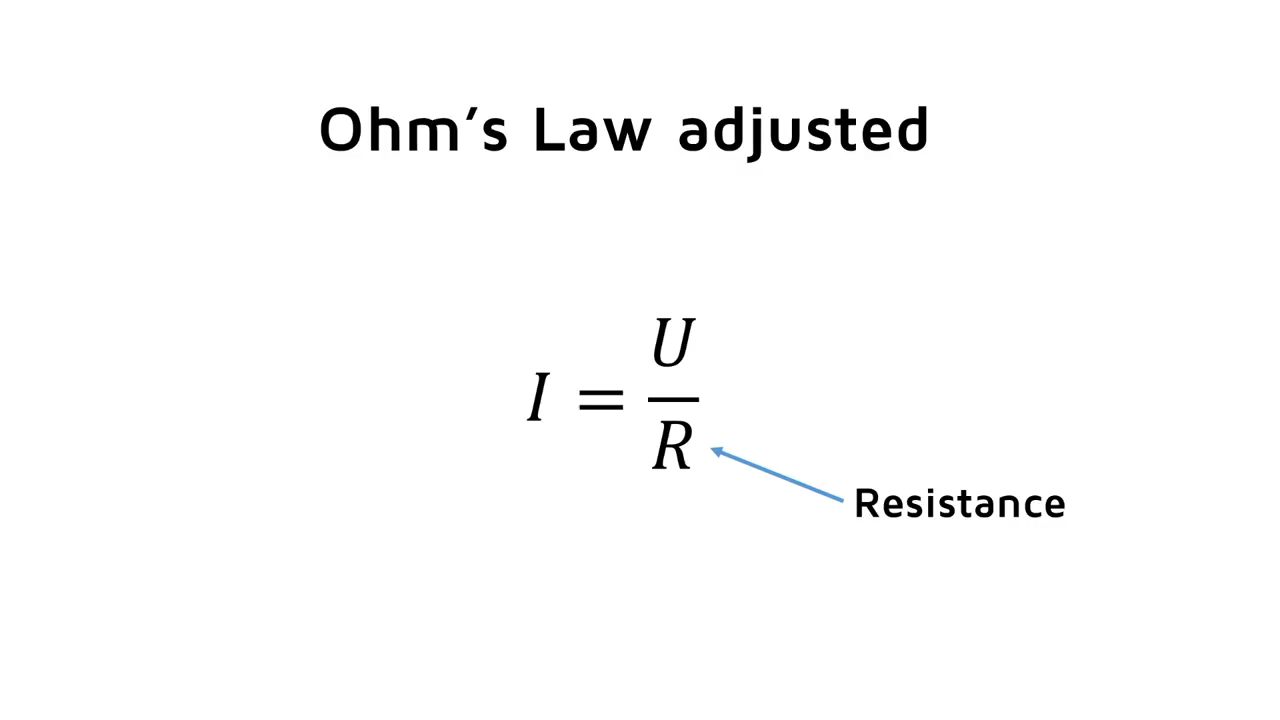 Ohm’s Law adjusted
I = U/R
Resistance